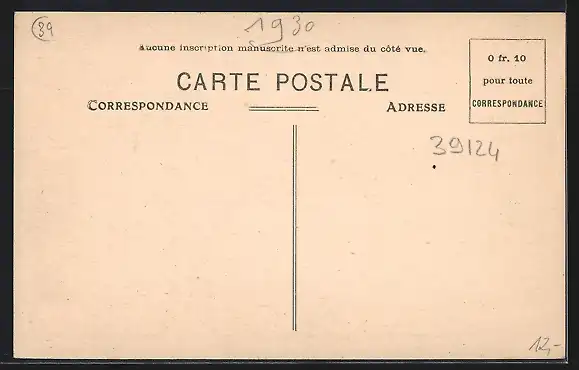 39
1930
Aucune inscription manuscrite n'est admise du côté vue.
CARTE POSTALE
CORRESPONDANCE
ADRESSE
0 fr. 10
pour toute
CORRESPONDANCE
39124
12,-